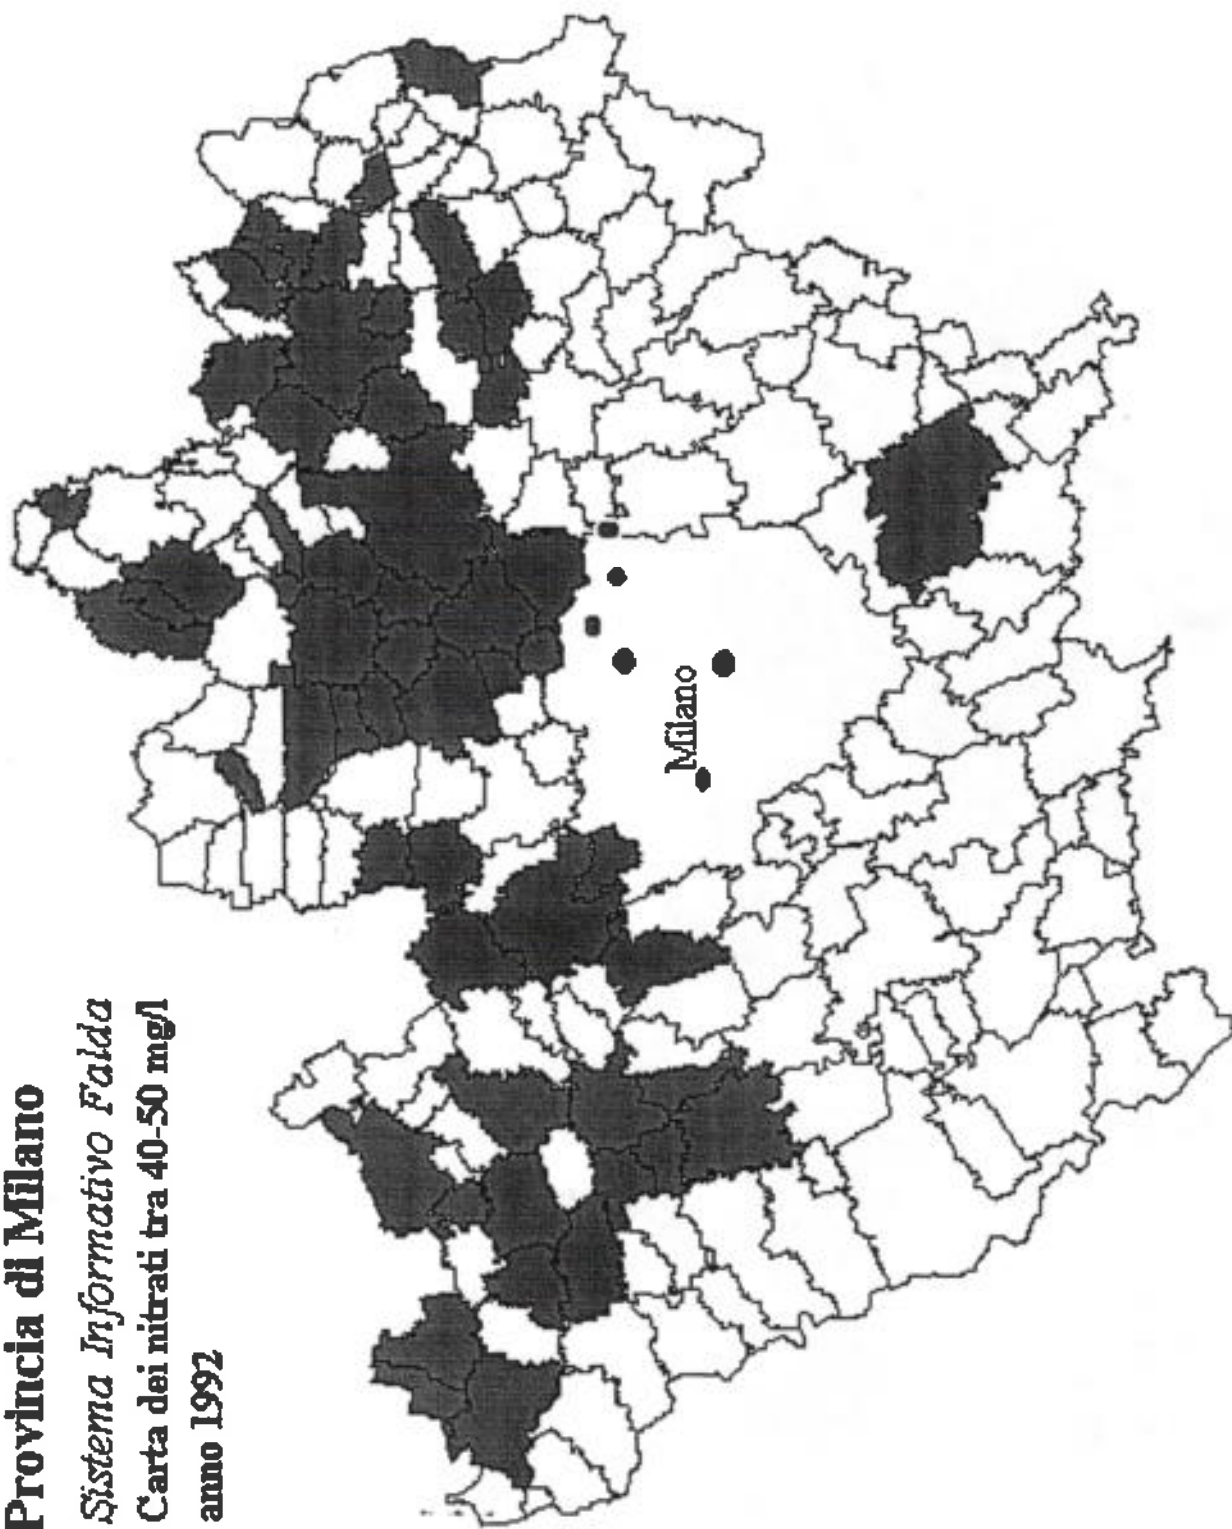 Provincia di Milano
Sistema Informativo Falda
Carta dei nitrati tra 40-50 mg/l
anno 1992
Milano